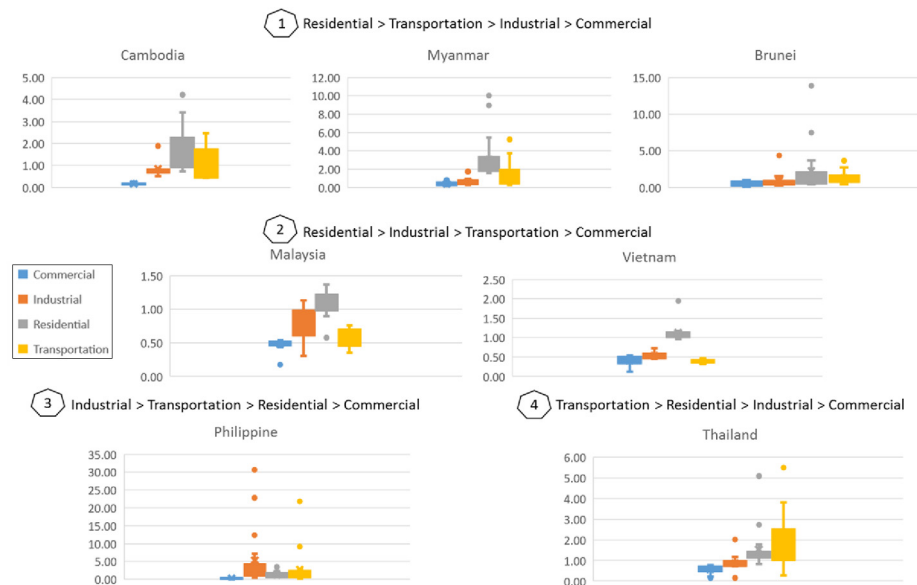 1 Residential > Transportation > Industrial > Commercial
Cambodia
5.00
4.00
3.00
2.00
1.00
0.00
Myanmar
12.00
10.00
8.00
6.00
4.00
2.00
0.00
Brunei
15.00
10.00
5.00
0.00
2 Residential > Industrial > Transportation > Commercial
Commercial
Industrial
Residential
Transportation
Malaysia
1.50
1.00
0.50
0.00
Vietnam
2.50
2.00
1.50
1.00
0.50
0.00
3 Industrial > Transportation > Residential > Commercial
Philippine
35.00
30.00
25.00
20.00
15.00
10.00
5.00
0.00
4 Transportation > Residential > Industrial > Commercial
Thailand
6.00
5.00
4.00
3.00
2.00
1.00
0.00